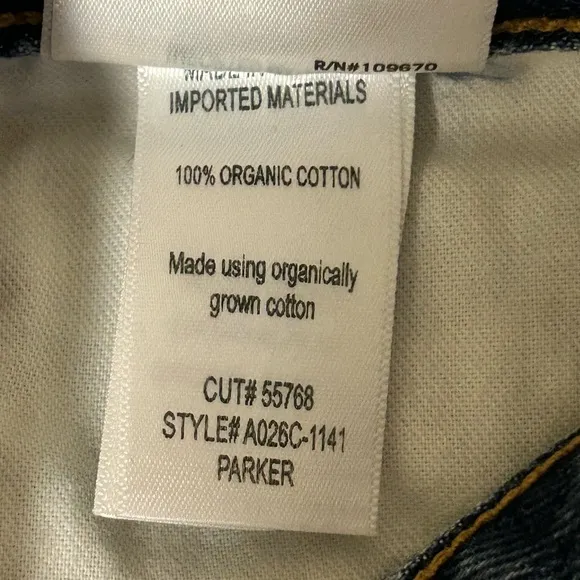 R/N#109670
IMPORTED MATERIALS
100% ORGANIC COTTON
Made using organically
grown cotton
CUT# 55768
STYLE# A026C-1141
PARKER